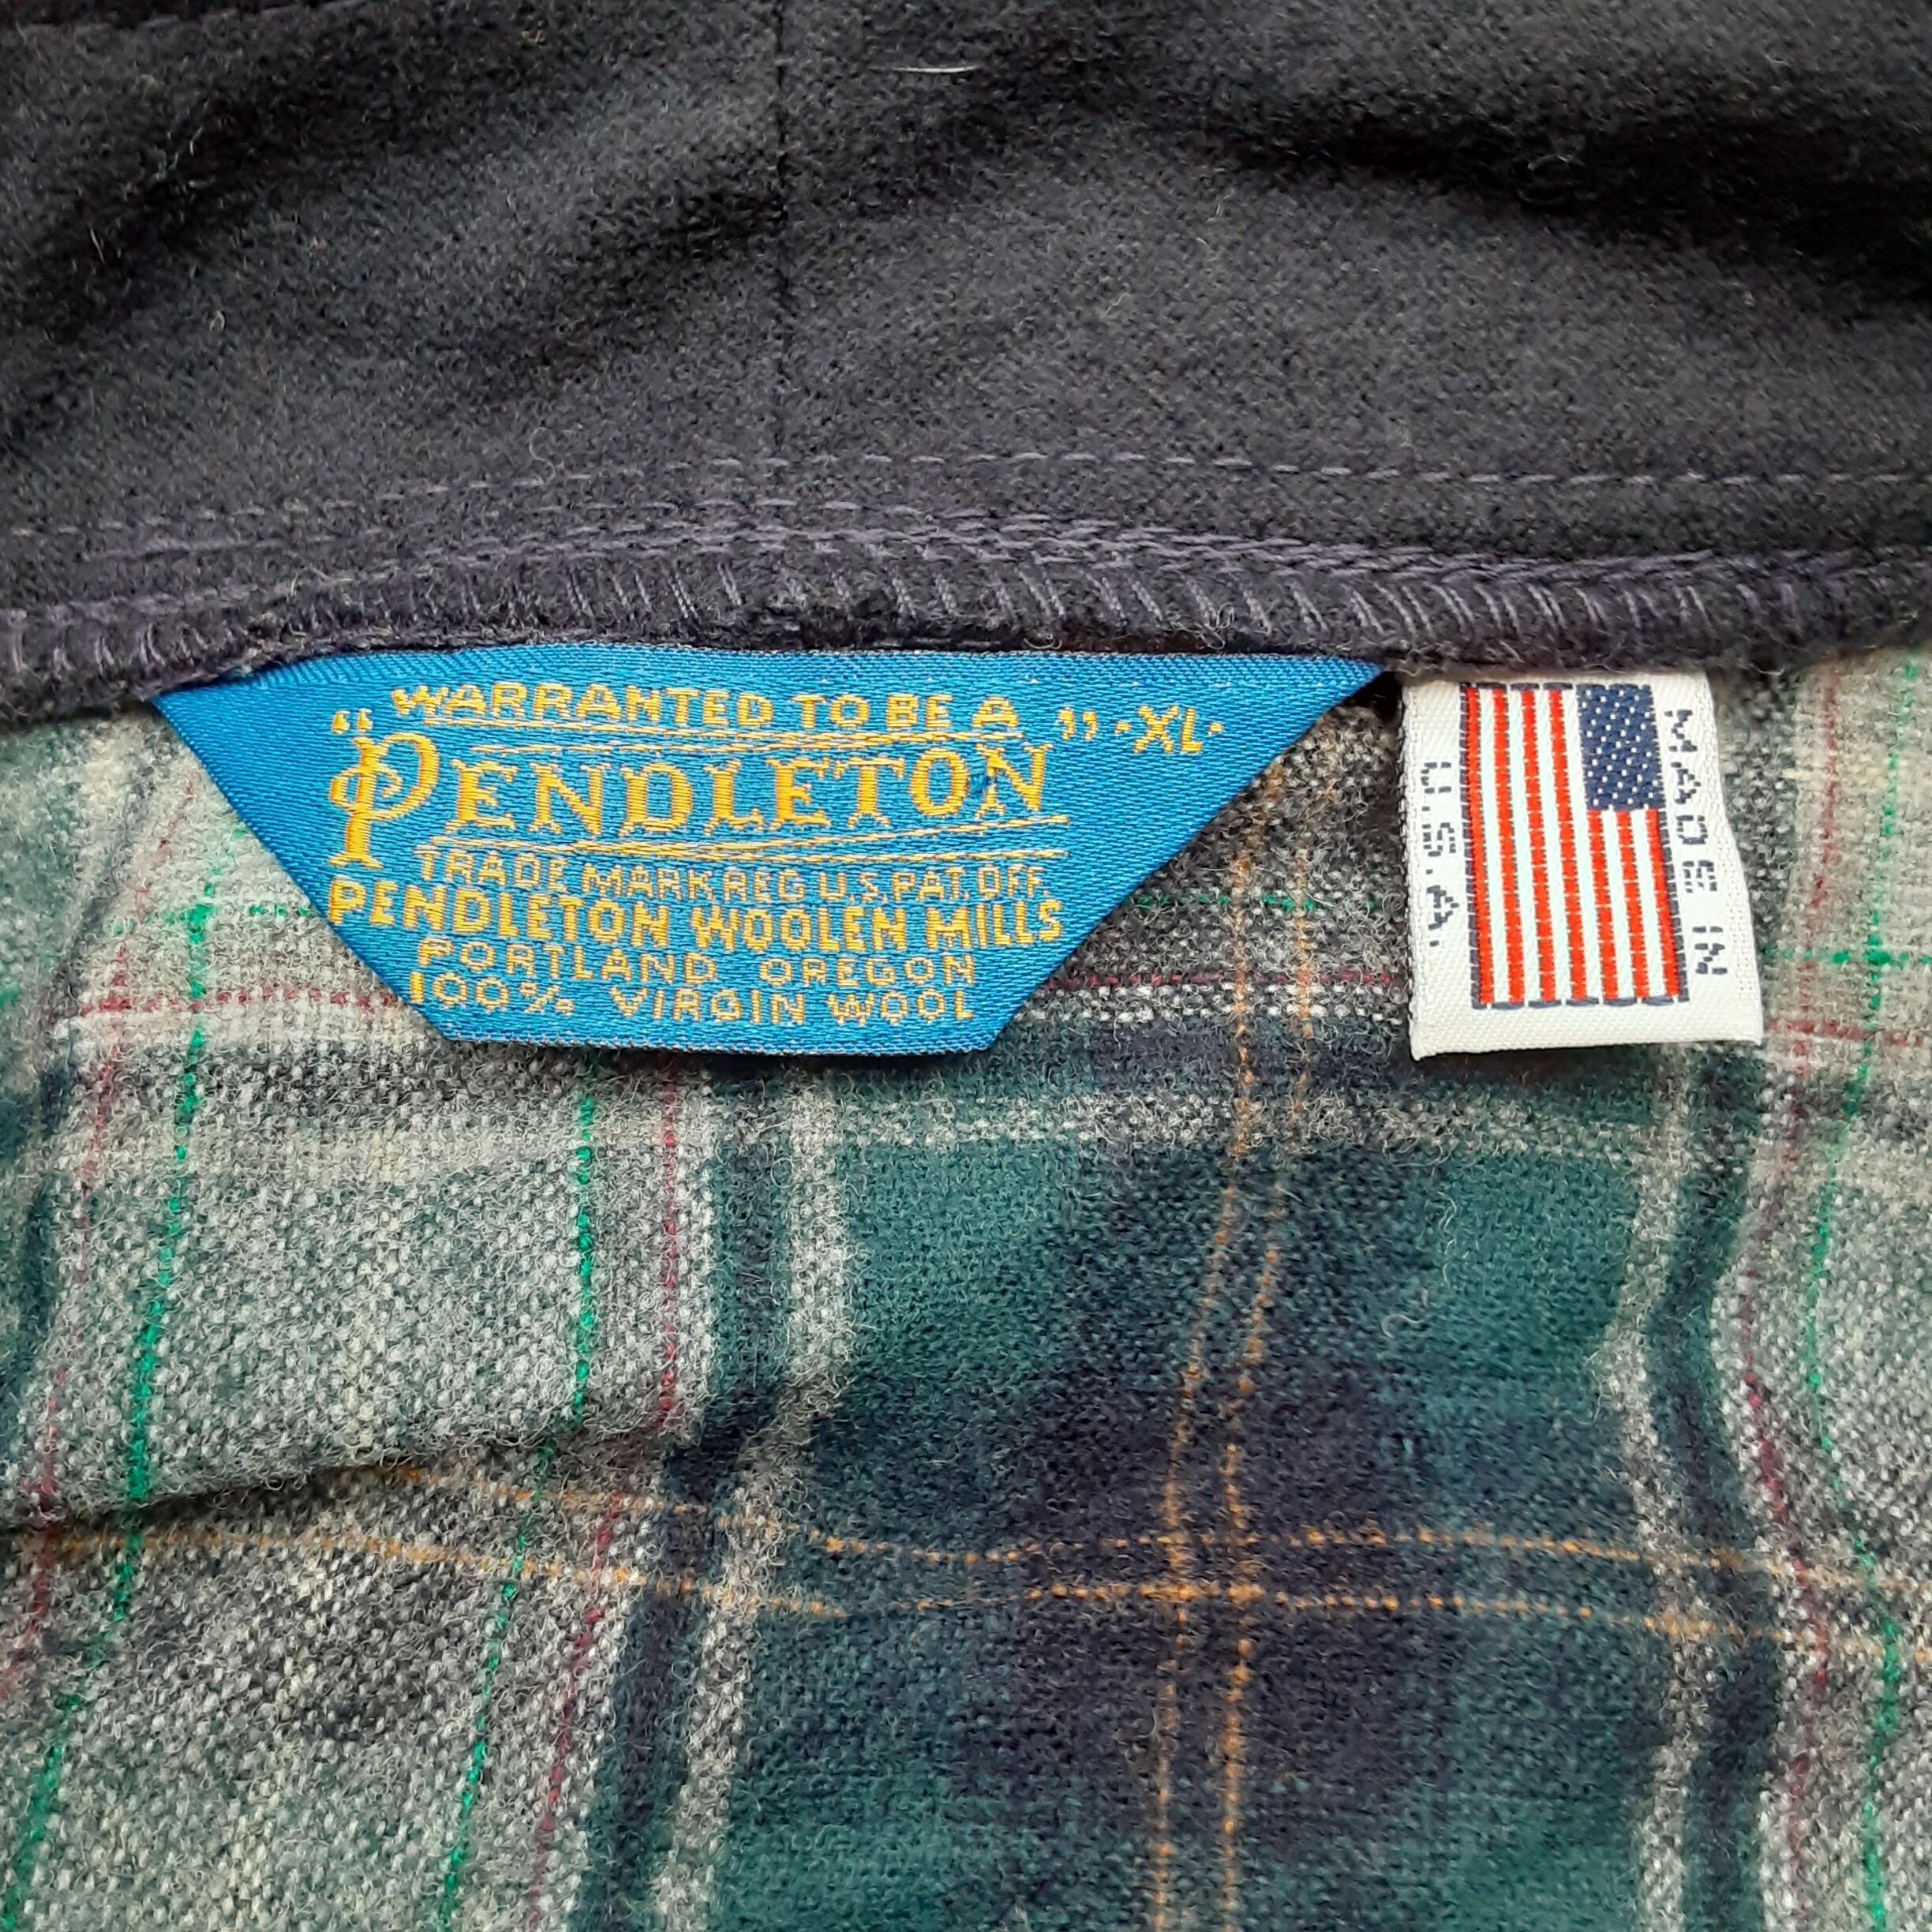 WARRANTED TO BE A
"PENDLETON" -XL-
TRADE MARK REG U.S. PAT. OFF.
PENDLETON WOOLEN MILLS
PORTLAND OREGON
100% VIRGIN WOOL
MADE IN
U.S.A.